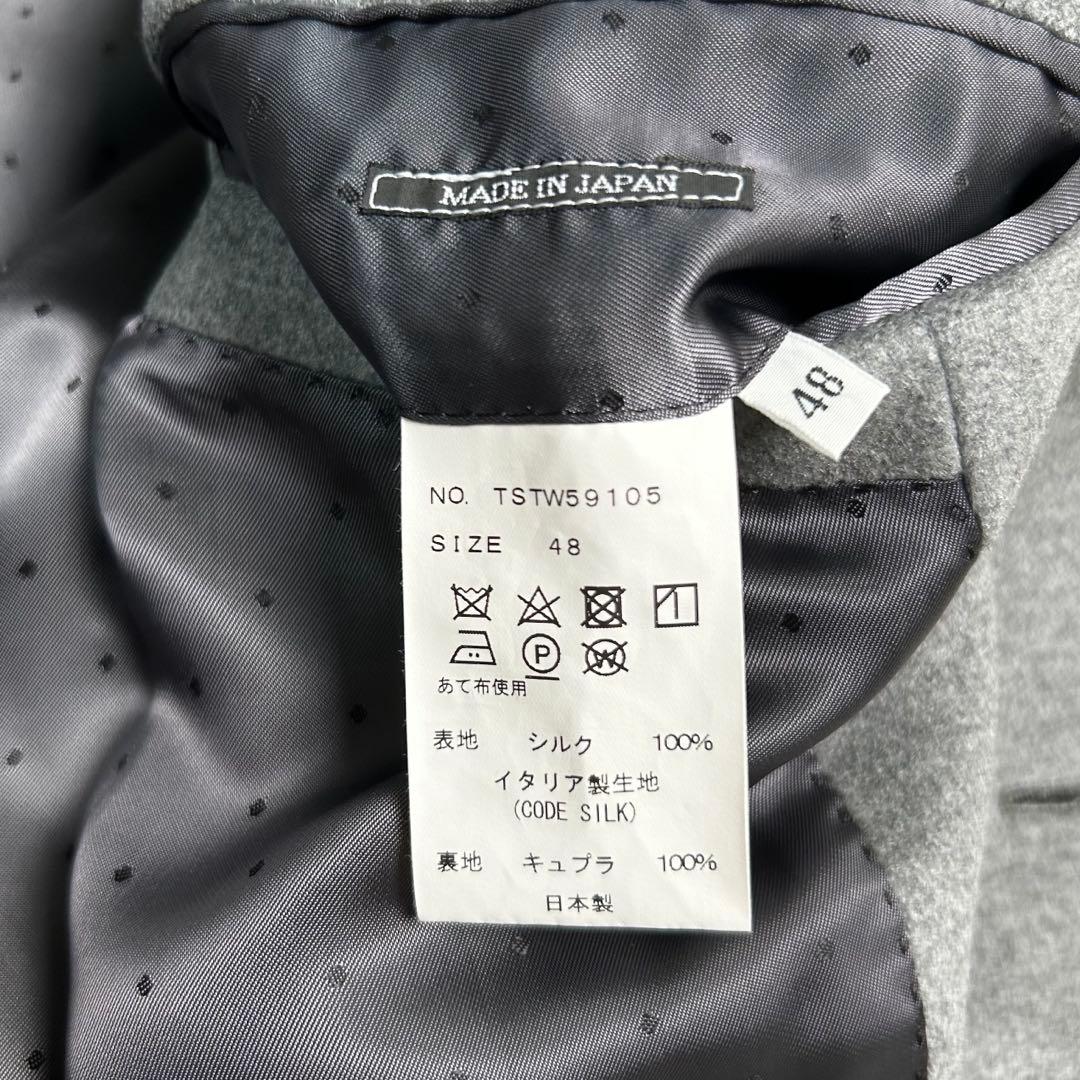 MADE IN JAPAN
48
NO. TSTW59105
SIZE 48
P W
あて布使用
表地 シルク 100%
イタリア製生地
(CODE SILK)
裏地 キュプラ 100%
日本製